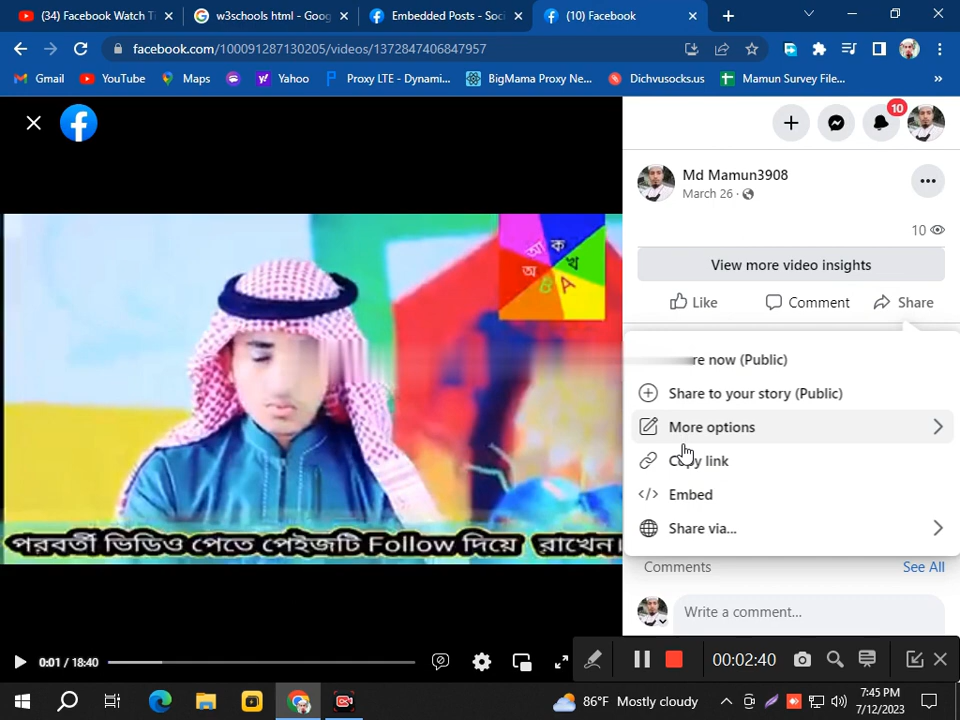 (34) Facebook Watch Ti
w3schools html - Goog
Embedded Posts - Soci
(10) Facebook
facebook.com/100091287130205/videos/1372847406847957
Gmail
YouTube
Maps
Yahoo
Proxy LTE - Dynami...
BigMama Proxy Ne...
Dichvusocks.us
Mamun Survey File...
»
10
Md Mamun3908
March 26 ·
10
View more video insights
Like
Comment
Share
re now (Public)
Share to your story (Public)
More options
Copy link
Embed
Share via...
Comments
See All
Write a comment...
আ
ক
অ
খ
B
A
পরবর্তী ভিডিও পেতে পেইজটি Follow দিয়ে রাখেন।
0:01 / 18:40
00:02:40
86°F Mostly cloudy
7:45 PM
7/12/2023